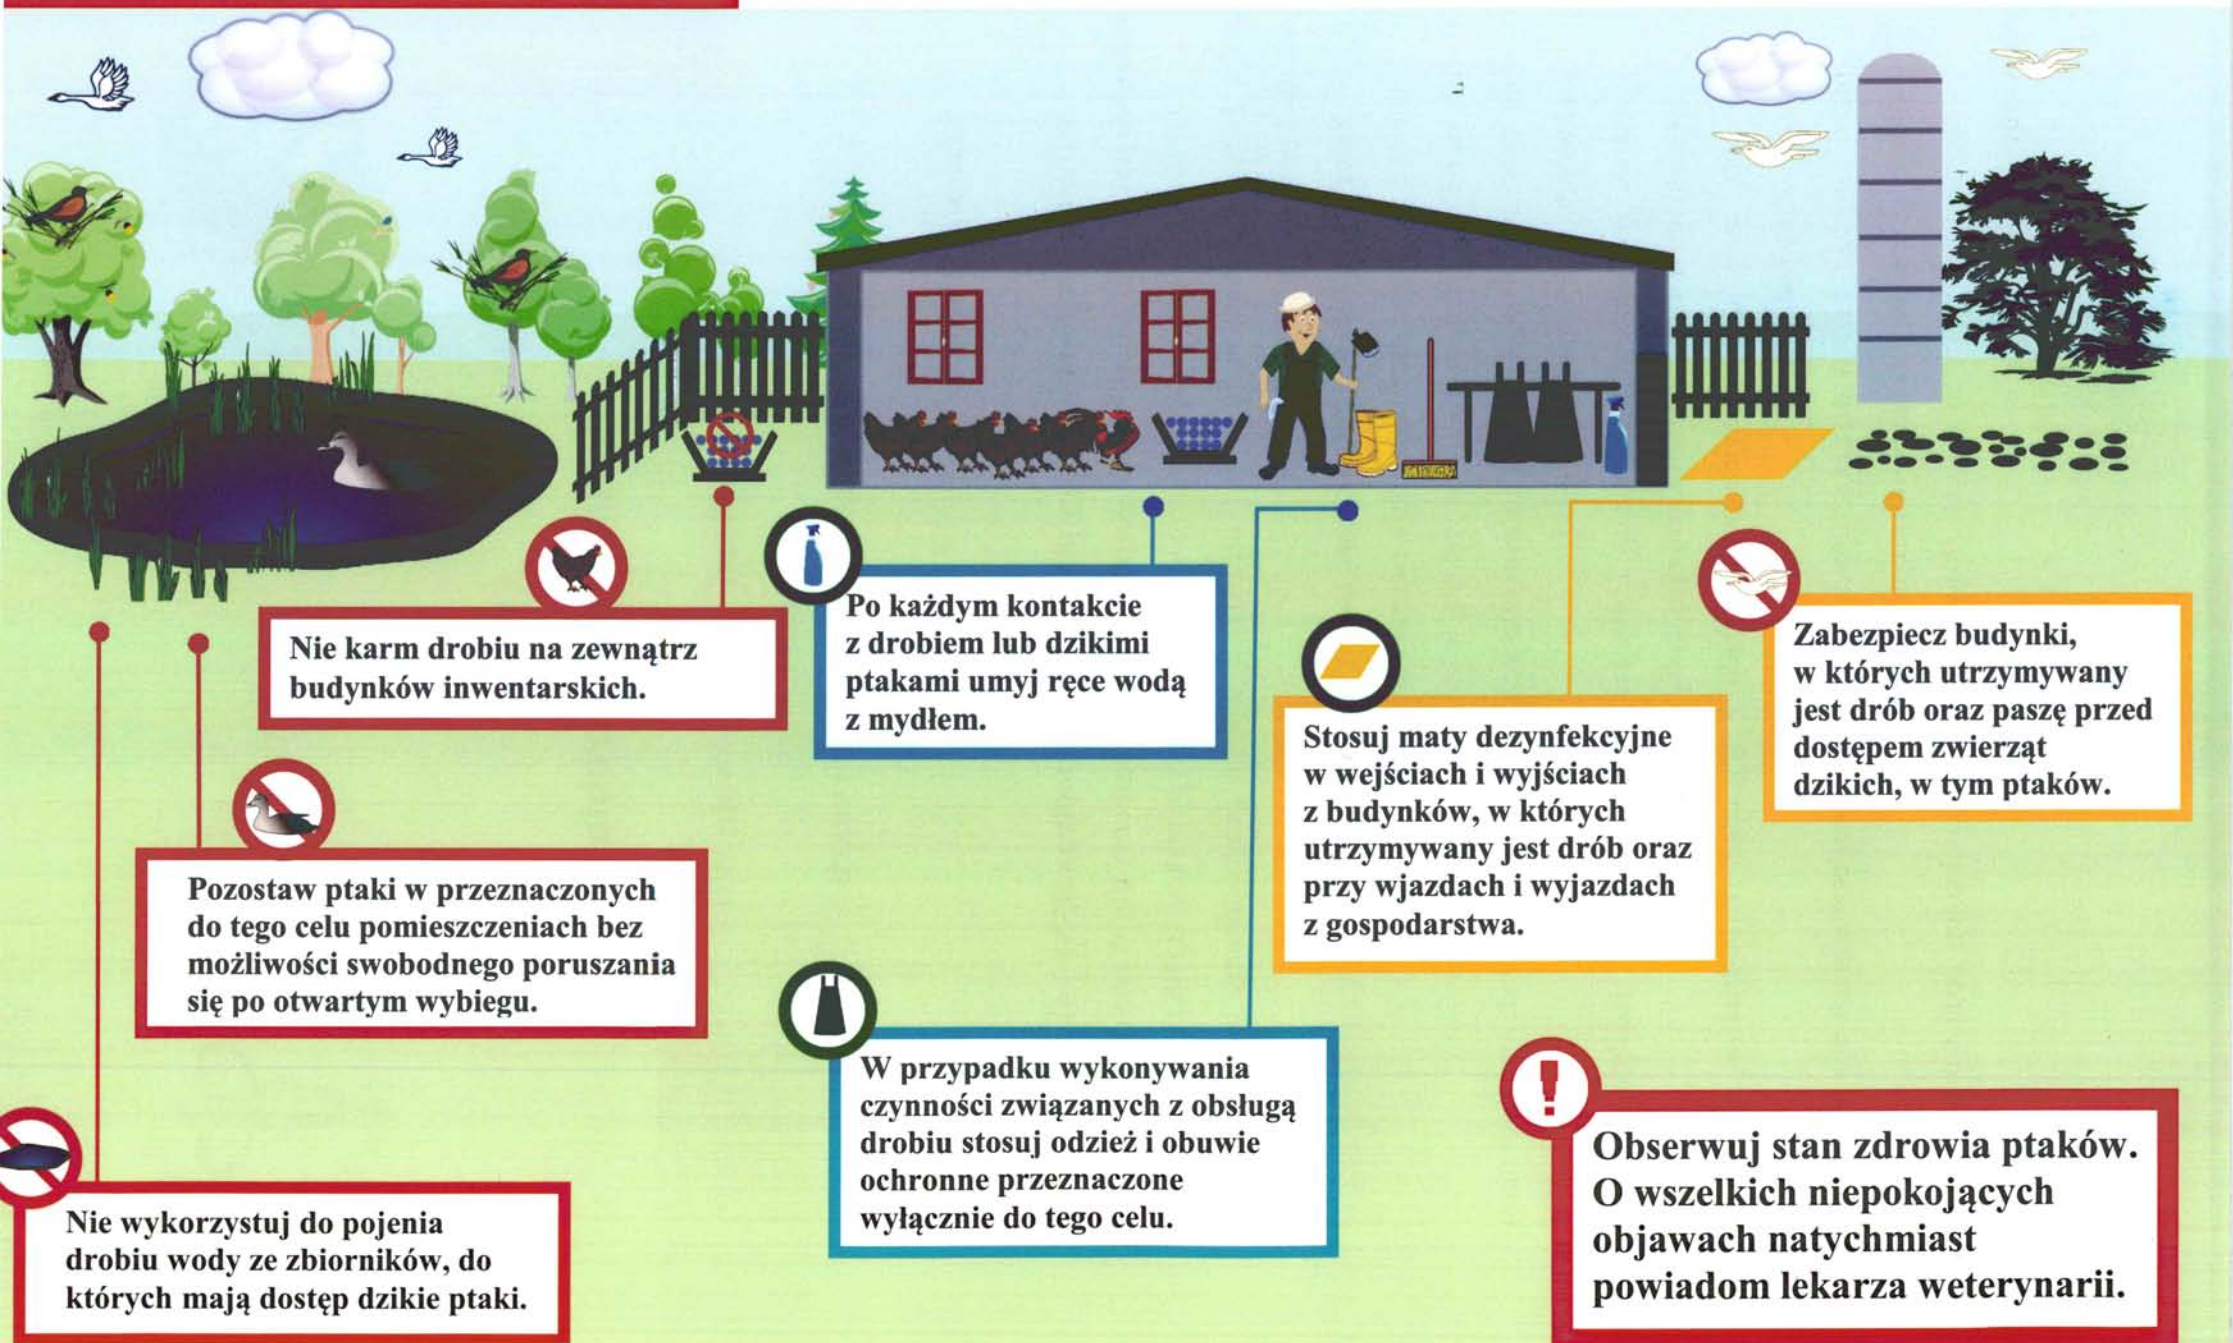 Nie karm drobiu na zewnątrz
budynków inwentarskich.
Po każdym kontakcie
z drobiem lub dzikimi
ptakami umyj ręce wodą
z mydłem.
Zabezpiecz budynki,
w których utrzymywany
jest drób oraz paszę przed
dostępem zwierząt
dzikich, w tym ptaków.
Stosuj maty dezynfekcyjne
w wejściach i wyjściach
z budynków, w których
utrzymywany jest drób oraz
przy wjazdach i wyjazdach
z gospodarstwa.
Pozostaw ptaki w przeznaczonych
do tego celu pomieszczeniach bez
możliwości swobodnego poruszania
się po otwartym wybiegu.
W przypadku wykonywania
czynności związanych z obsługą
drobiu stosuj odzież i obuwie
ochronne przeznaczone
wyłącznie do tego celu.
Nie wykorzystuj do pojenia
drobiu wody ze zbiorników, do
których mają dostęp dzikie ptaki.
Obserwuj stan zdrowia ptaków.
O wszelkich niepokojących
objawach natychmiast
powiadom lekarza weterynarii.